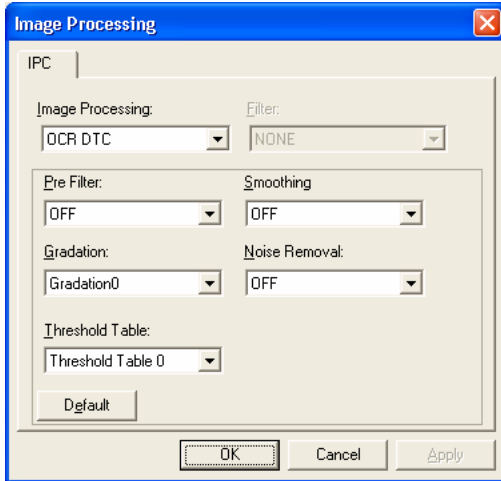 Image Processing
IPC
Image Processing: Filter:
OCR DTC NONE
Pre Filter: Smoothing
OFF OFF
Gradation: Noise Removal:
Gradation0 OFF
Threshold Table:
Threshold Table 0
Default
OK Cancel Apply